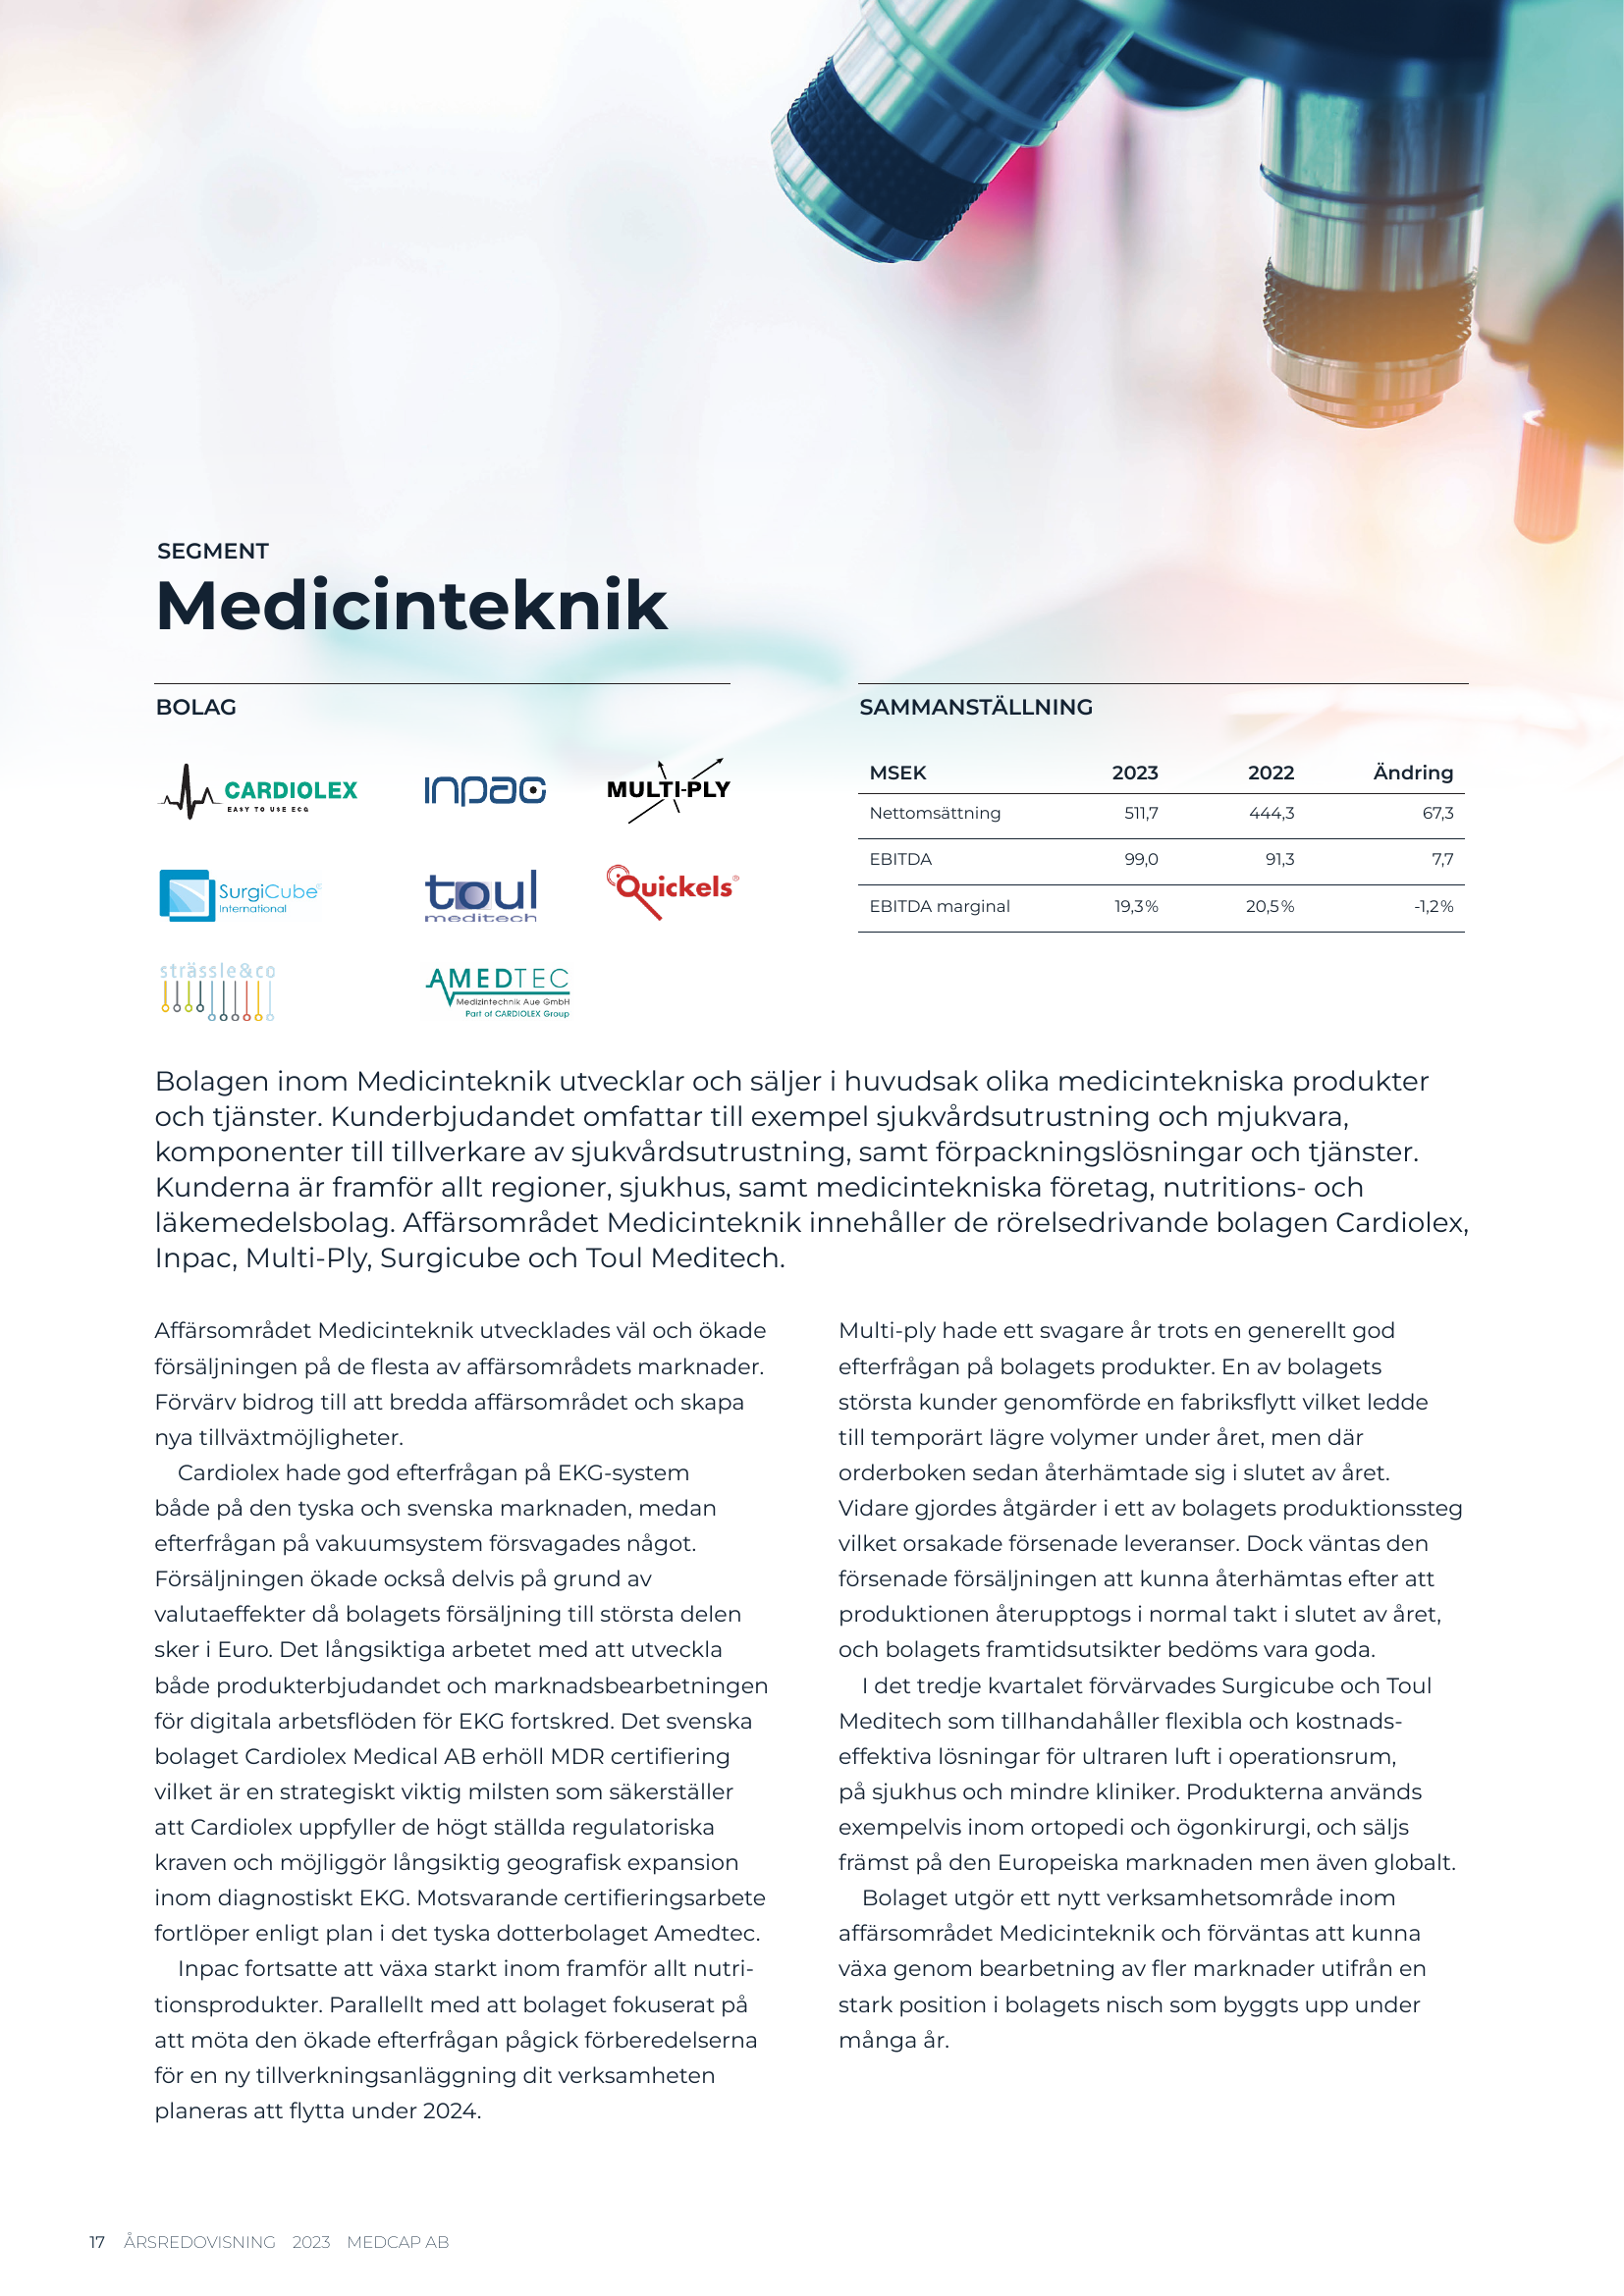 SEGMENT
Medicinteknik
BOLAG
CARDIOLEX
EASY TO USE ECG
inpac
MULTI-PLY
SurgiCube
International
toul
meditech
Quickels®
strässle&co
AMEDTEC
Medizintechnik Aue GmbH
Part of CARDIOLEX Group
SAMMANSTÄLLNING
MSEK 2023 2022 Ändring
Nettomsättning 511,7 444,3 67,3
EBITDA 99,0 91,3 7,7
EBITDA marginal 19,3% 20,5% -1,2%
Bolagen inom Medicinteknik utvecklar och säljer i huvudsak olika medicintekniska produkter
och tjänster. Kunderbjudandet omfattar till exempel sjukvårdsutrustning och mjukvara,
komponenter till tillverkare av sjukvårdsutrustning, samt förpackningslösningar och tjänster.
Kunderna är framför allt regioner, sjukhus, samt medicintekniska företag, nutritions- och
läkemedelsbolag. Affärsområdet Medicinteknik innehåller de rörelsedrivande bolagen Cardiolex,
Inpac, Multi-Ply, Surgicube och Toul Meditech.
Affärsområdet Medicinteknik utvecklades väl och ökade
försäljningen på de flesta av affärsområdets marknader.
Förvärv bidrog till att bredda affärsområdet och skapa
nya tillväxtmöjligheter.
Cardiolex hade god efterfrågan på EKG-system
både på den tyska och svenska marknaden, medan
efterfrågan på vakuumsystem försvagades något.
Försäljningen ökade också delvis på grund av
valutaeffekter då bolagets försäljning till största delen
sker i Euro. Det långsiktiga arbetet med att utveckla
både produkterbjudandet och marknadsbearbetningen
för digitala arbetsflöden för EKG fortskred. Det svenska
bolaget Cardiolex Medical AB erhöll MDR certifiering
vilket är en strategiskt viktig milsten som säkerställer
att Cardiolex uppfyller de högt ställda regulatoriska
kraven och möjliggör långsiktig geografisk expansion
inom diagnostiskt EKG. Motsvarande certifieringsarbete
fortlöper enligt plan i det tyska dotterbolaget Amedtec.
Inpac fortsatte att växa starkt inom framför allt nutri-
tionsprodukter. Parallellt med att bolaget fokuserat på
att möta den ökade efterfrågan pågick förberedelserna
för en ny tillverkningsanläggning dit verksamheten
planeras att flytta under 2024.
Multi-ply hade ett svagare år trots en generellt god
efterfrågan på bolagets produkter. En av bolagets
största kunder genomförde en fabriksflytt vilket ledde
till temporärt lägre volymer under året, men där
orderboken sedan återhämtade sig i slutet av året.
Vidare gjordes åtgärder i ett av bolagets produktionssteg
vilket orsakade försenade leveranser. Dock väntas den
försenade försäljningen att kunna återhämtas efter att
produktionen återupptogs i normal takt i slutet av året,
och bolagets framtidsutsikter bedöms vara goda.
I det tredje kvartalet förvärvades Surgicube och Toul
Meditech som tillhandahåller flexibla och kostnads-
effektiva lösningar för ultraren luft i operationsrum,
på sjukhus och mindre kliniker. Produkterna används
exempelvis inom ortopedi och ögonkirurgi, och säljs
främst på den Europeiska marknaden men även globalt.
Bolaget utgör ett nytt verksamhetsområde inom
affärsområdet Medicinteknik och förväntas att kunna
växa genom bearbetning av fler marknader utifrån en
stark position i bolagets nisch som byggts upp under
många år.
17 ÅRSREDOVISNING 2023 MEDCAP AB